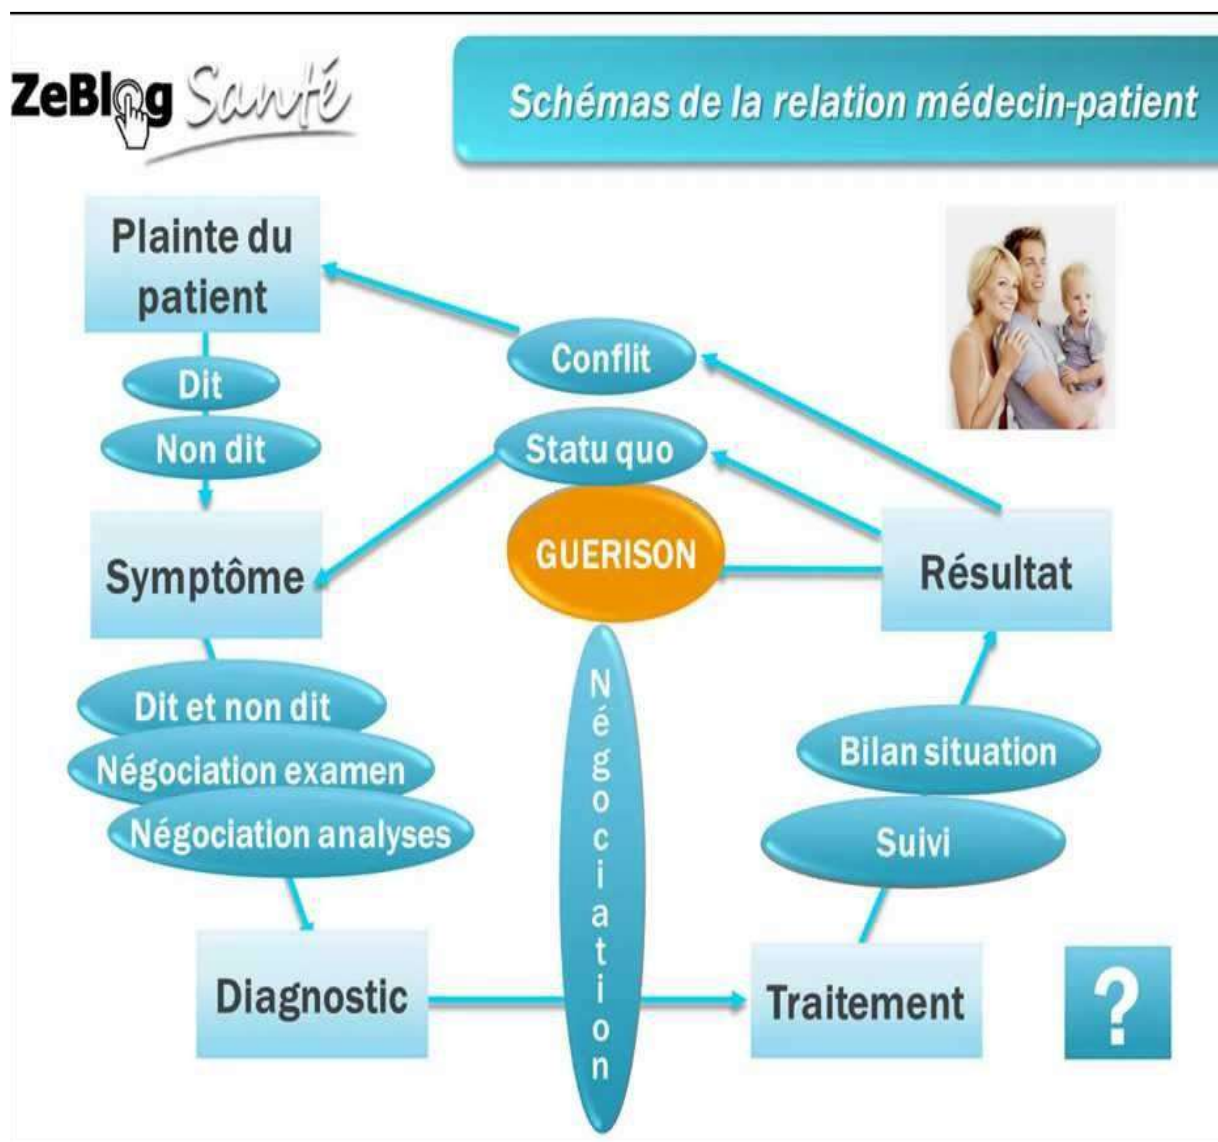 ZeBlog Santé
Schémas de la relation médecin-patient
Plainte du
patient
Dit
Non dit
Conflit
Statu quo
GUERISON
Symptôme
Résultat
Dit et non dit
Négociation examen
Négociation analyses
Négociation
Bilan situation
Suivi
Diagnostic
Traitement
?